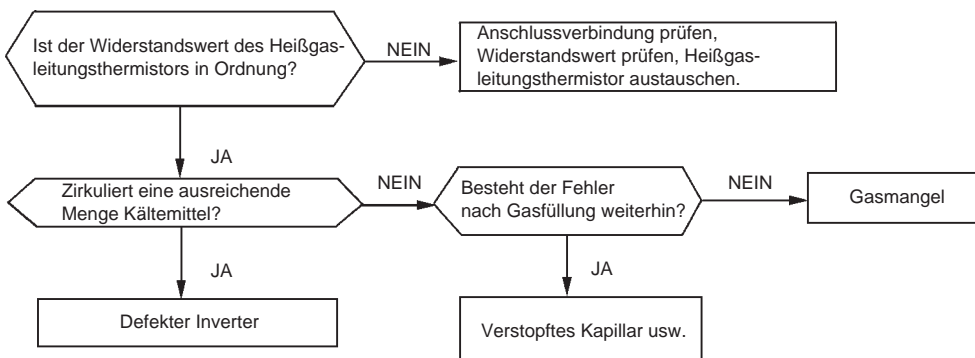 Ist der Widerstandswert des Heißgas-
leitungsthermistors in Ordnung?
NEIN
Anschlussverbindung prüfen,
Widerstandswert prüfen, Heißgas-
leitungsthermistor austauschen.
JA
Zirkuliert eine ausreichende
Menge Kältemittel?
NEIN
Besteht der Fehler
nach Gasfüllung weiterhin?
NEIN
Gasmangel
JA
JA
Defekter Inverter
Verstopftes Kapillar usw.